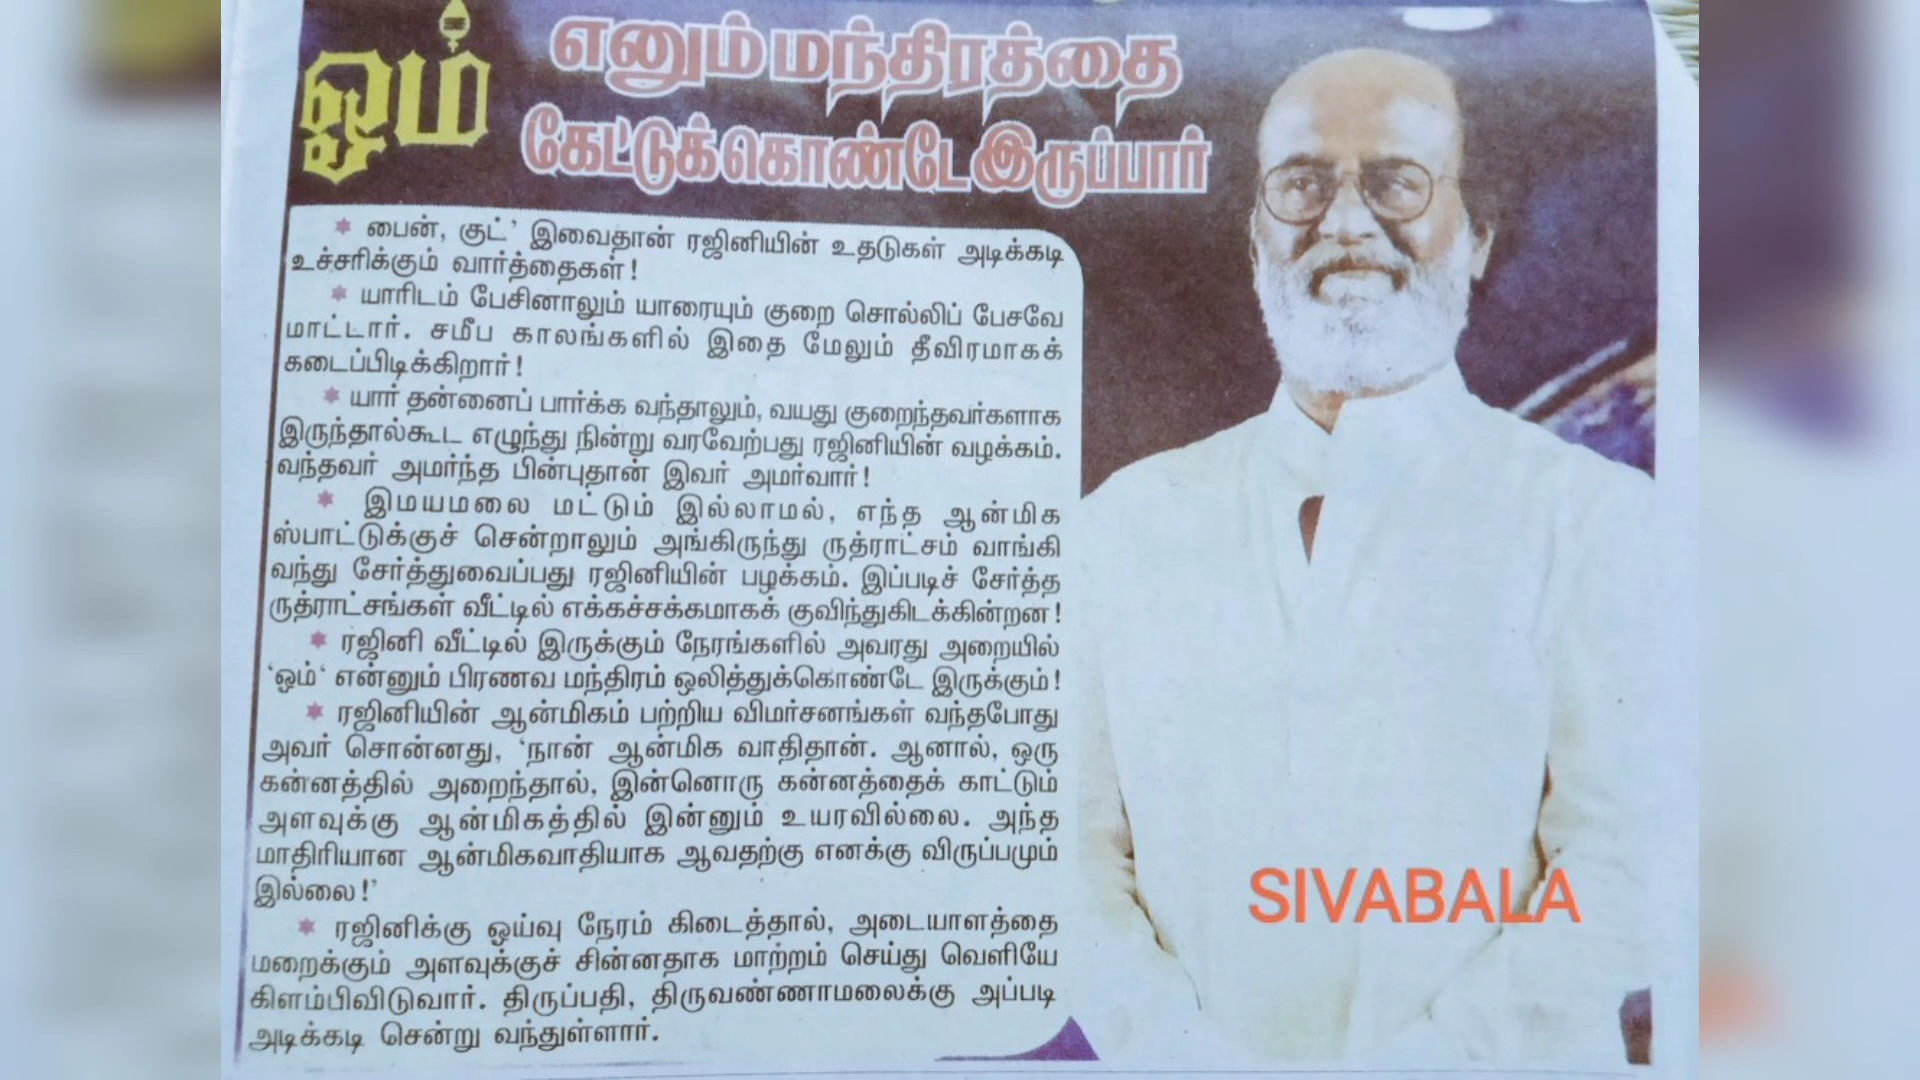 ஓம்
எனும் மந்திரத்தை
கேட்டுக்கொண்டே இருப்பார்
* பைன், குட்’ இவைதான் ரஜினியின் உதடுகள் அடிக்கடி
உச்சரிக்கும் வார்த்தைகள்!
* யாரிடம் பேசினாலும் யாரையும் குறை சொல்லிப் பேசவே
மாட்டார். சமீப காலங்களில் இதை மேலும் தீவிரமாகக்
கடைப்பிடிக்கிறார்!
* யார் தன்னைப் பார்க்க வந்தாலும், வயது குறைந்தவர்களாக
இருந்தால்கூட எழுந்து நின்று வரவேற்பது ரஜினியின் வழக்கம்.
வந்தவர் அமர்ந்த பின்புதான் இவர் அமர்வார்!
* இமயமலை மட்டும் இல்லாமல், எந்த ஆன்மிக
ஸ்பாட்டுக்குச் சென்றாலும் அங்கிருந்து ருத்ராட்சம் வாங்கி
வந்து சேர்த்துவைப்பது ரஜினியின் பழக்கம். இப்படிச் சேர்த்த
ருத்ராட்சங்கள் வீட்டில் எக்கச்சக்கமாகக் குவிந்துகிடக்கின்றன!
* ரஜினி வீட்டில் இருக்கும் நேரங்களில் அவரது அறையில்
‘ஓம்‘ என்னும் பிரணவ மந்திரம் ஒலித்துக்கொண்டே இருக்கும்!
* ரஜினியின் ஆன்மிகம் பற்றிய விமர்சனங்கள் வந்தபோது
அவர் சொன்னது, ‘நான் ஆன்மிக வாதிதான். ஆனால், ஒரு
கன்னத்தில் அறைந்தால், இன்னொரு கன்னத்தைக் காட்டும்
அளவுக்கு ஆன்மிகத்தில் இன்னும் உயரவில்லை. அந்த
மாதிரியான ஆன்மிகவாதியாக ஆவதற்கு எனக்கு விருப்பமும்
இல்லை!’
* ரஜினிக்கு ஓய்வு நேரம் கிடைத்தால், அடையாளத்தை
மறைக்கும் அளவுக்குச் சின்னதாக மாற்றம் செய்து வெளியே
கிளம்பிவிடுவார். திருப்பதி, திருவண்ணாமலைக்கு அப்படி
அடிக்கடி சென்று வந்துள்ளார்.
SIVABALA